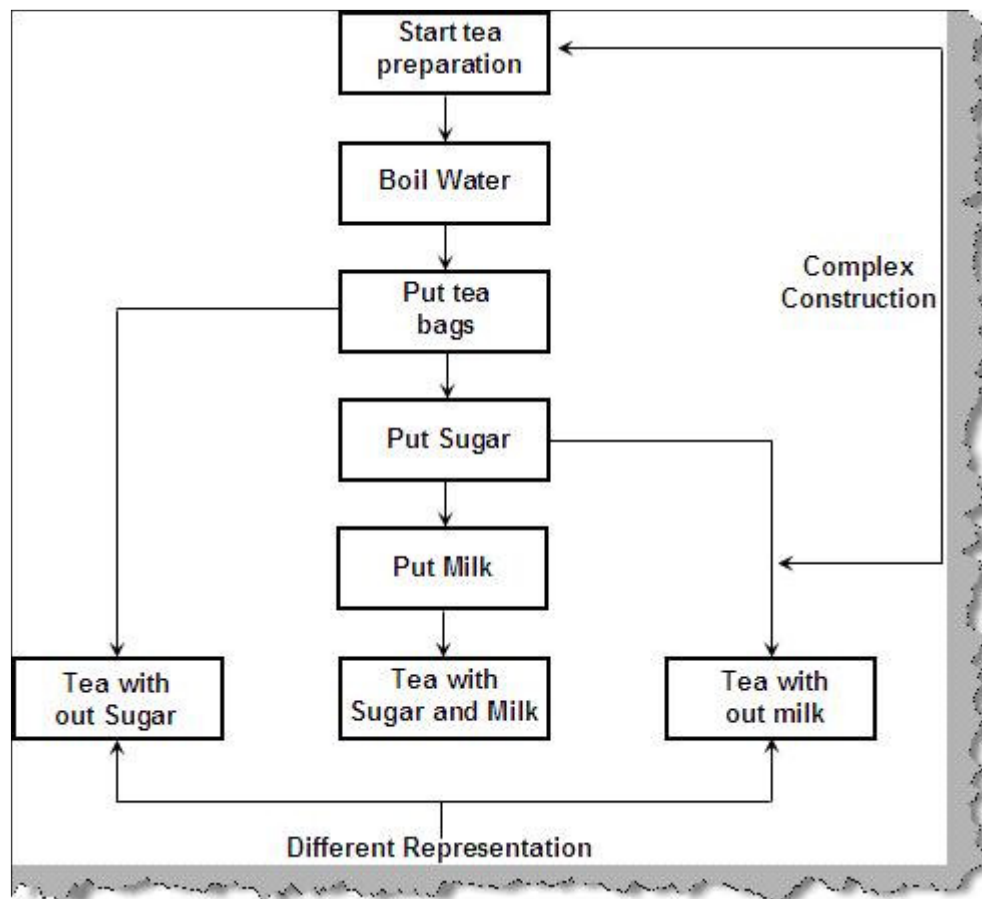 Start tea
preparation
Boil Water
Complex
Construction
Put tea
bags
Put Sugar
Put Milk
Tea with
out Sugar
Tea with
Sugar and Milk
Tea with
out milk
Different Representation